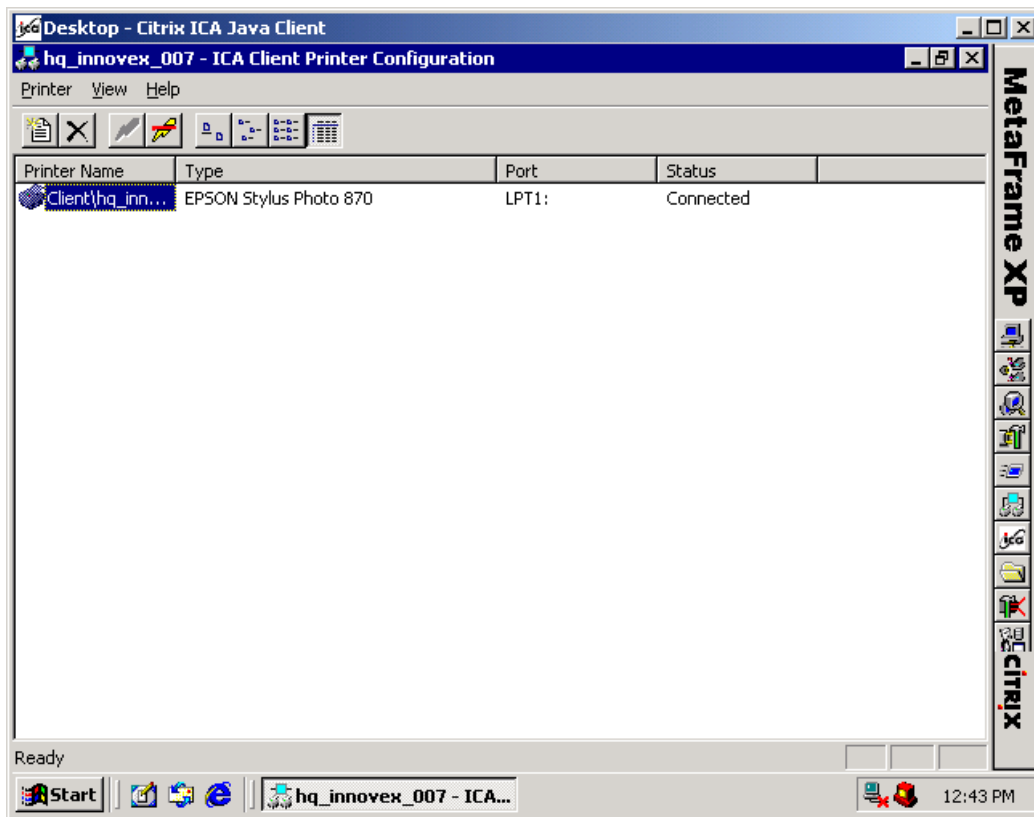 Desktop - Citrix ICA Java Client
hq_innovex_007 - ICA Client Printer Configuration
Printer View Help
Printer Name Type Port Status
Client\hq_inn... EPSON Stylus Photo 870 LPT1: Connected
MetaFrame XP
ica
CITRIX
Ready
Start hq_innovex_007 - ICA... 12:43 PM